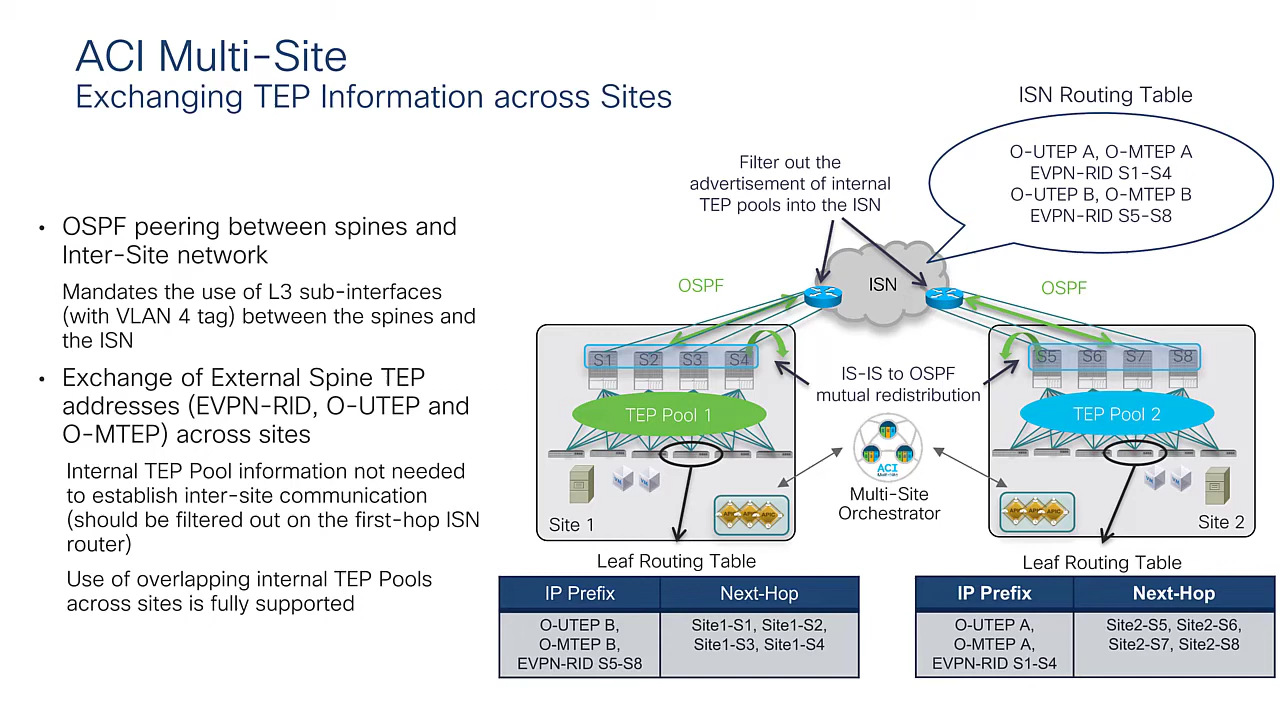 ACI Multi-Site
Exchanging TEP Information across Sites
• OSPF peering between spines and
Inter-Site network
Mandates the use of L3 sub-interfaces
(with VLAN 4 tag) between the spines and
the ISN
• Exchange of External Spine TEP
addresses (EVPN-RID, O-UTEP and
O-MTEP) across sites
Internal TEP Pool information not needed
to establish inter-site communication
(should be filtered out on the first-hop ISN
router)
Use of overlapping internal TEP Pools
across sites is fully supported
ISN Routing Table
O-UTEP A, O-MTEP A
EVPN-RID S1-S4
O-UTEP B, O-MTEP B
EVPN-RID S5-S8
Filter out the
advertisement of internal
TEP pools into the ISN
OSPF
ISN
OSPF
S1 S2 S3 S4
S5 S6 S7 S8
IS-IS to OSPF
mutual redistribution
TEP Pool 1
TEP Pool 2
ACI
Multi-Site
Multi-Site
Orchestrator
APIC APIC APIC
APIC APIC APIC
Site 1
Site 2
Leaf Routing Table
IP Prefix Next-Hop
O-UTEP B, Site1-S1, Site1-S2,
O-MTEP B, Site1-S3, Site1-S4
EVPN-RID S5-S8
Leaf Routing Table
IP Prefix Next-Hop
O-UTEP A, Site2-S5, Site2-S6,
O-MTEP A, Site2-S7, Site2-S8
EVPN-RID S1-S4